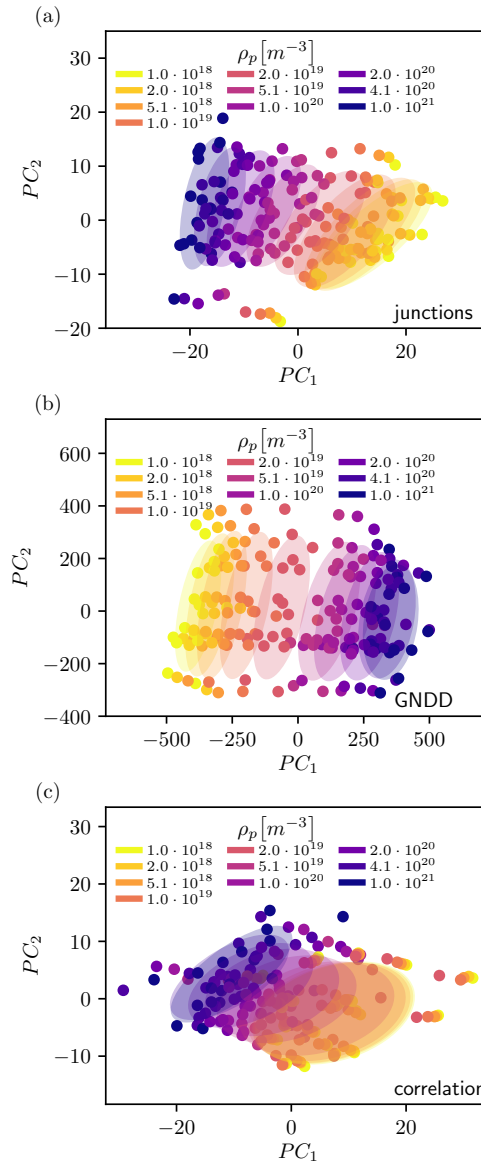 (a)
ρ_p[m⁻³]
1.0 · 10¹⁸ 2.0 · 10¹⁹ 2.0 · 10²⁰
2.0 · 10¹⁸ 5.1 · 10¹⁹ 4.1 · 10²⁰
5.1 · 10¹⁸ 1.0 · 10²⁰ 1.0 · 10²¹
1.0 · 10¹⁹
30
20
10
0
−10
−20
PC₂
junctions
−20 0 20
PC₁
(b)
ρ_p[m⁻³]
1.0 · 10¹⁸ 2.0 · 10¹⁹ 2.0 · 10²⁰
2.0 · 10¹⁸ 5.1 · 10¹⁹ 4.1 · 10²⁰
5.1 · 10¹⁸ 1.0 · 10²⁰ 1.0 · 10²¹
1.0 · 10¹⁹
600
400
200
0
−200
−400
PC₂
GNDD
−500 −250 0 250 500
PC₁
(c)
ρ_p[m⁻³]
1.0 · 10¹⁸ 2.0 · 10¹⁹ 2.0 · 10²⁰
2.0 · 10¹⁸ 5.1 · 10¹⁹ 4.1 · 10²⁰
5.1 · 10¹⁸ 1.0 · 10²⁰ 1.0 · 10²¹
1.0 · 10¹⁹
30
20
10
0
−10
PC₂
correlation
−20 0 20
PC₁